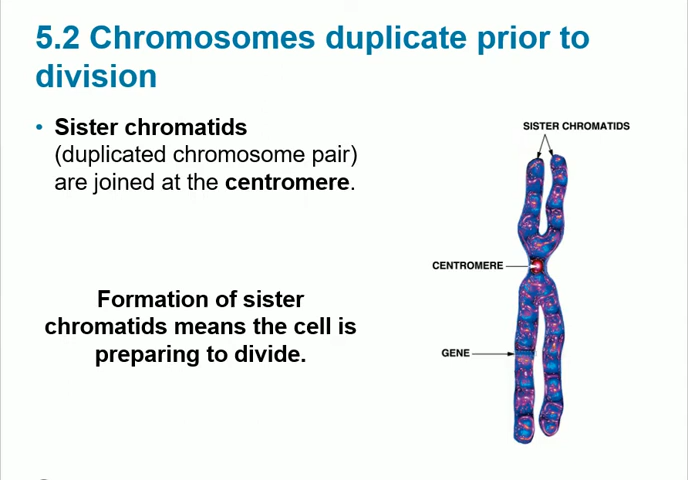 5.2 Chromosomes duplicate prior to
division
• Sister chromatids
(duplicated chromosome pair)
are joined at the centromere.
SISTER CHROMATIDS
CENTROMERE
Formation of sister
chromatids means the cell is
preparing to divide.
GENE